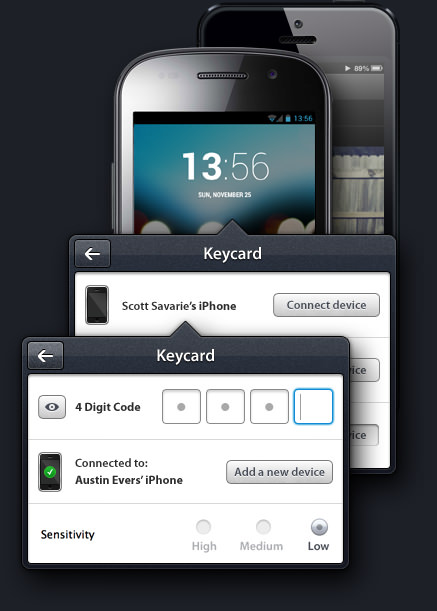 89%
13:56
13:56
SUN, NOVEMBER 25
Keycard
Scott Savarie's iPhone
Connect device
Keycard
4 Digit Code
Connected to:
Austin Evers' iPhone
Add a new device
Sensitivity
High
Medium
Low